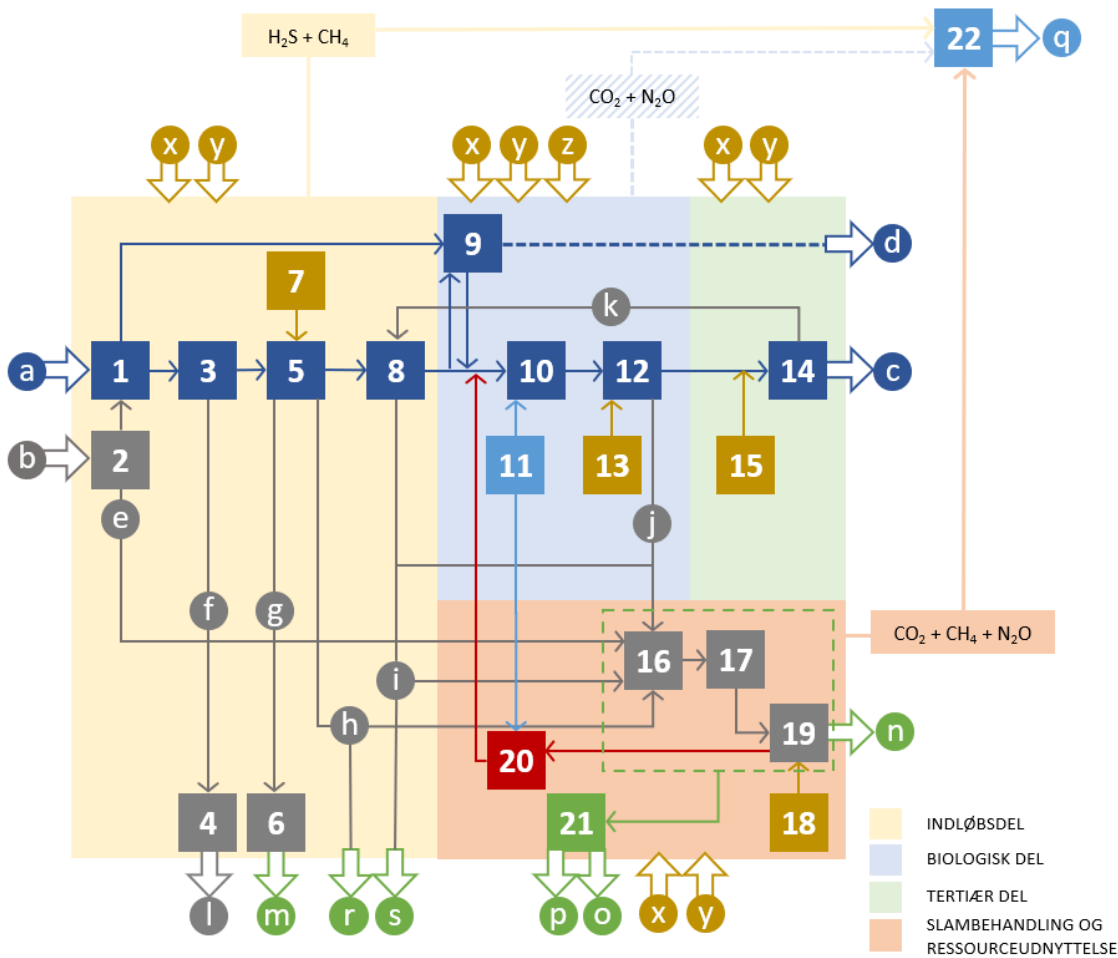 H₂S + CH₄
22
q
CO₂ + N₂O
x
y
x
y
z
x
y
9
d
7
k
a
1
3
5
8
10
12
14
c
b
2
11
13
15
e
j
f
g
CO₂ + CH₄ + N₂O
16
17
i
h
19
n
20
4
6
21
18
INDLØBSDEL
BIOLOGISK DEL
TERTIÆR DEL
SLAMBEHANDLING OG
RESSOURCEUDNYTTELSE
l
m
r
s
p
o
x
y